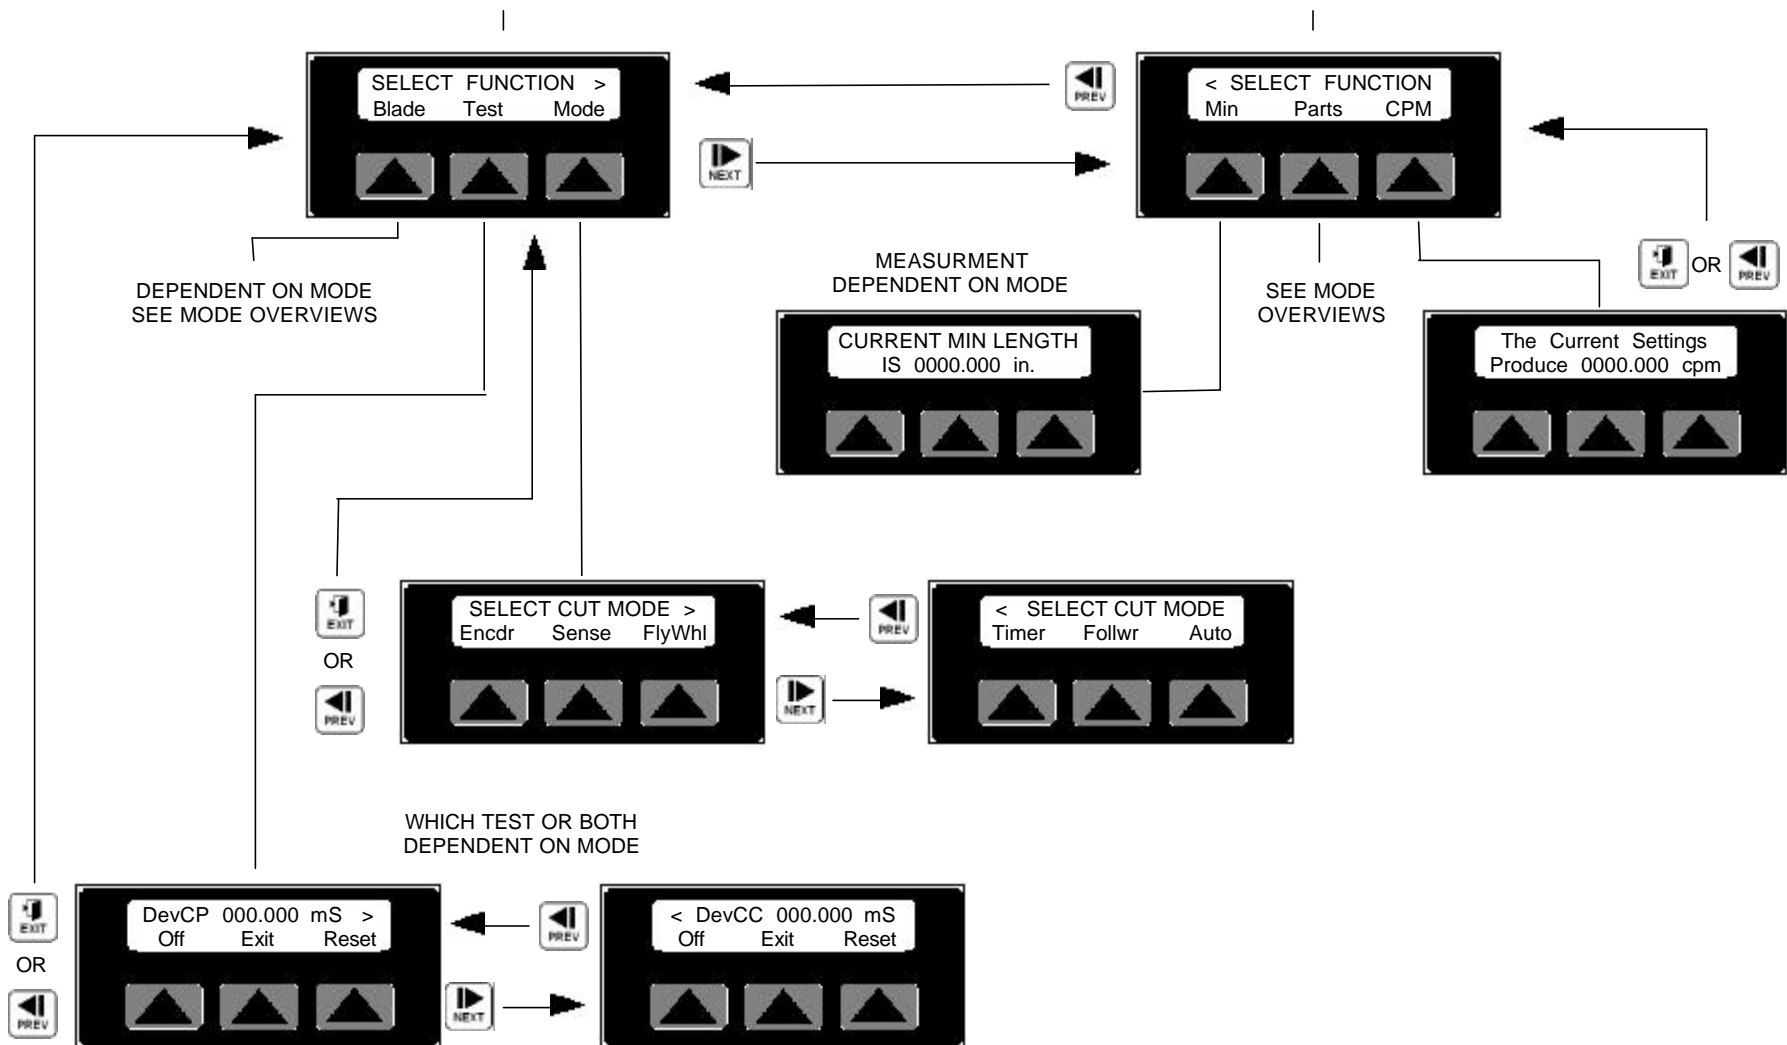 SELECT FUNCTION >
Blade Test Mode
PREV
NEXT
< SELECT FUNCTION
Min Parts CPM
EXIT OR PREV
DEPENDENT ON MODE
SEE MODE OVERVIEWS
MEASURMENT
DEPENDENT ON MODE
SEE MODE
OVERVIEWS
CURRENT MIN LENGTH
IS 0000.000 in.
The Current Settings
Produce 0000.000 cpm
EXIT
OR
PREV
SELECT CUT MODE >
Encdr Sense FlyWhl
PREV
NEXT
< SELECT CUT MODE
Timer Follwr Auto
WHICH TEST OR BOTH
DEPENDENT ON MODE
EXIT
OR
PREV
DevCP 000.000 mS >
Off Exit Reset
PREV
NEXT
< DevCC 000.000 mS
Off Exit Reset